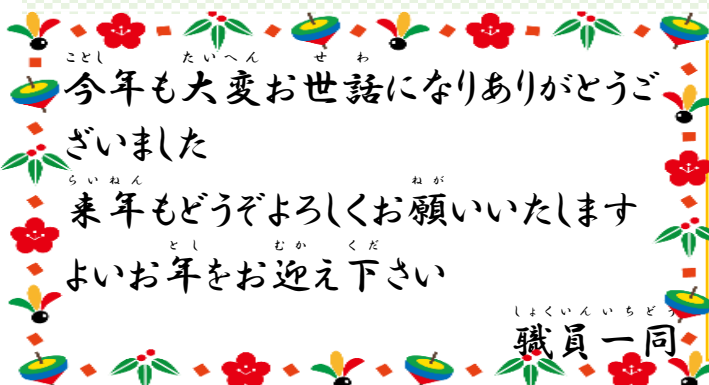 今年も大変お世話になりありがとうご
ざいました
来年もどうぞよろしくお願いいたします
よいお年をお迎え下さい
職員一同